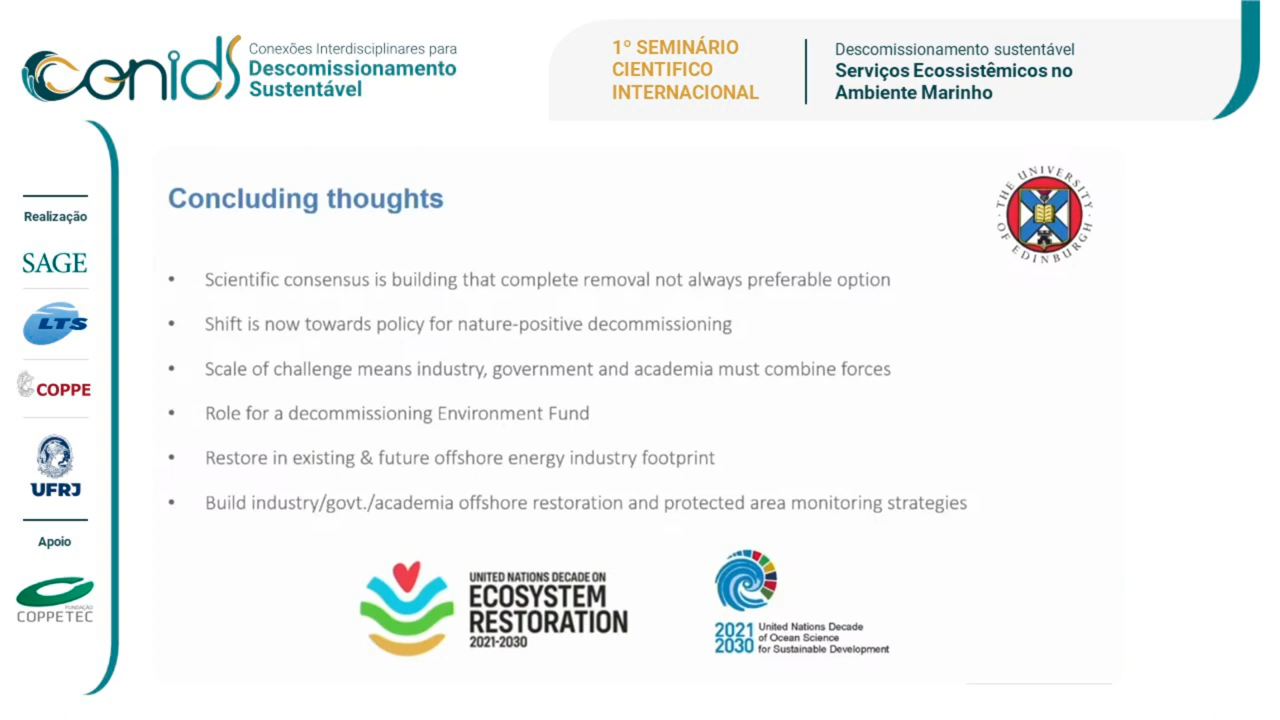 conids
Conexões Interdisciplinares para
Descomissionamento
Sustentável
1º SEMINÁRIO
CIENTIFICO
INTERNACIONAL
Descomissionamento sustentável
Serviços Ecossistêmicos no
Ambiente Marinho
Realização
SAGE
LTS
COPPE
UFRJ
Apoio
FUNDAÇÃO
COPPETEC
Concluding thoughts
THE UNIVERSITY OF EDINBURGH
• Scientific consensus is building that complete removal not always preferable option
• Shift is now towards policy for nature-positive decommissioning
• Scale of challenge means industry, government and academia must combine forces
• Role for a decommissioning Environment Fund
• Restore in existing & future offshore energy industry footprint
• Build industry/govt./academia offshore restoration and protected area monitoring strategies
UNITED NATIONS DECADE ON
ECOSYSTEM
RESTORATION
2021-2030
2021
2030
United Nations Decade
of Ocean Science
for Sustainable Development